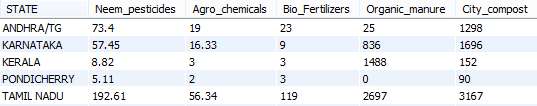 STATE Neem_pesticides Agro_chemicals Bio_Fertilizers Organic_manure City_compost
ANDHRA/TG 73.4 19 23 25 1298
KARNATAKA 57.45 16.33 9 836 1696
KERALA 8.82 3 3 1488 152
PONDICHERRY 5.11 2 3 0 90
TAMIL NADU 192.61 56.34 119 2697 3167